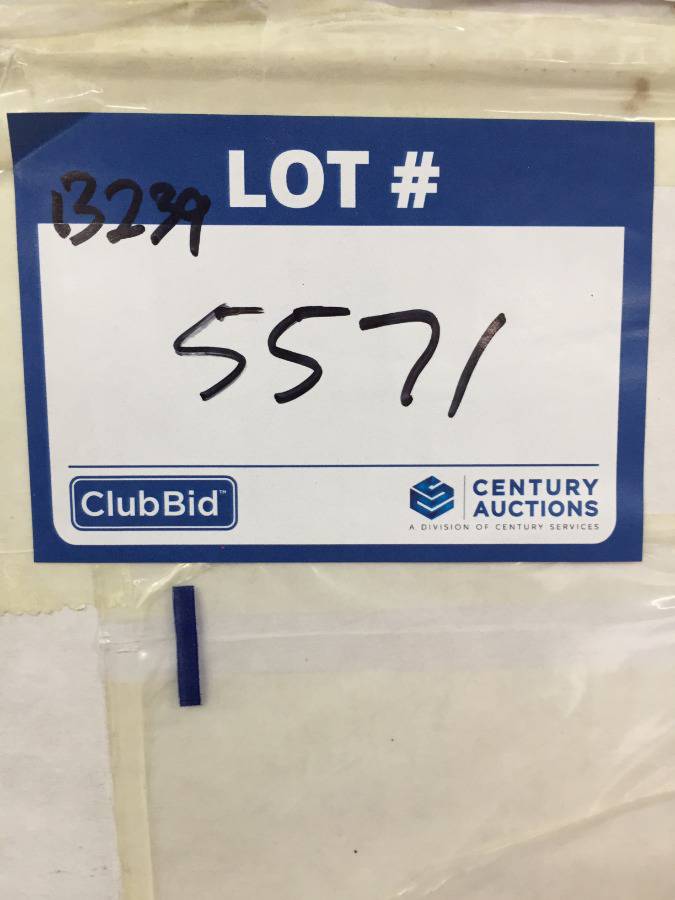 LOT #
13239
5571
ClubBid™
CENTURY
AUCTIONS
A DIVISION OF CENTURY SERVICES